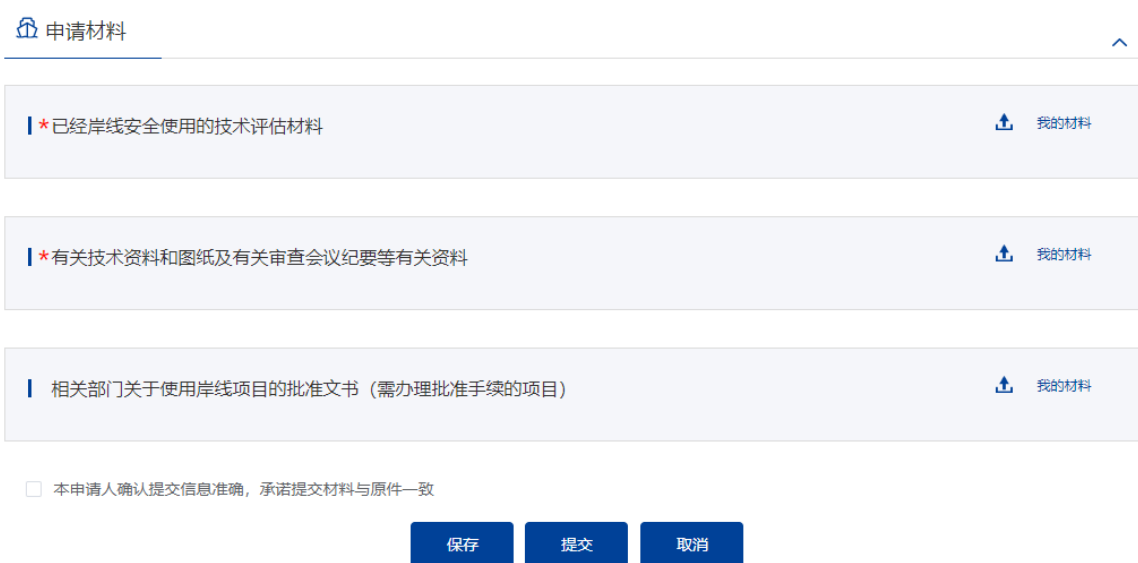 申请材料
*已经岸线安全使用的技术评估材料 我的材料
*有关技术资料和图纸及有关审查会议纪要等有关资料 我的材料
相关部门关于使用岸线项目的批准文书（需办理批准手续的项目） 我的材料
本申请人确认提交信息准确，承诺提交材料与原件一致
保存 提交 取消